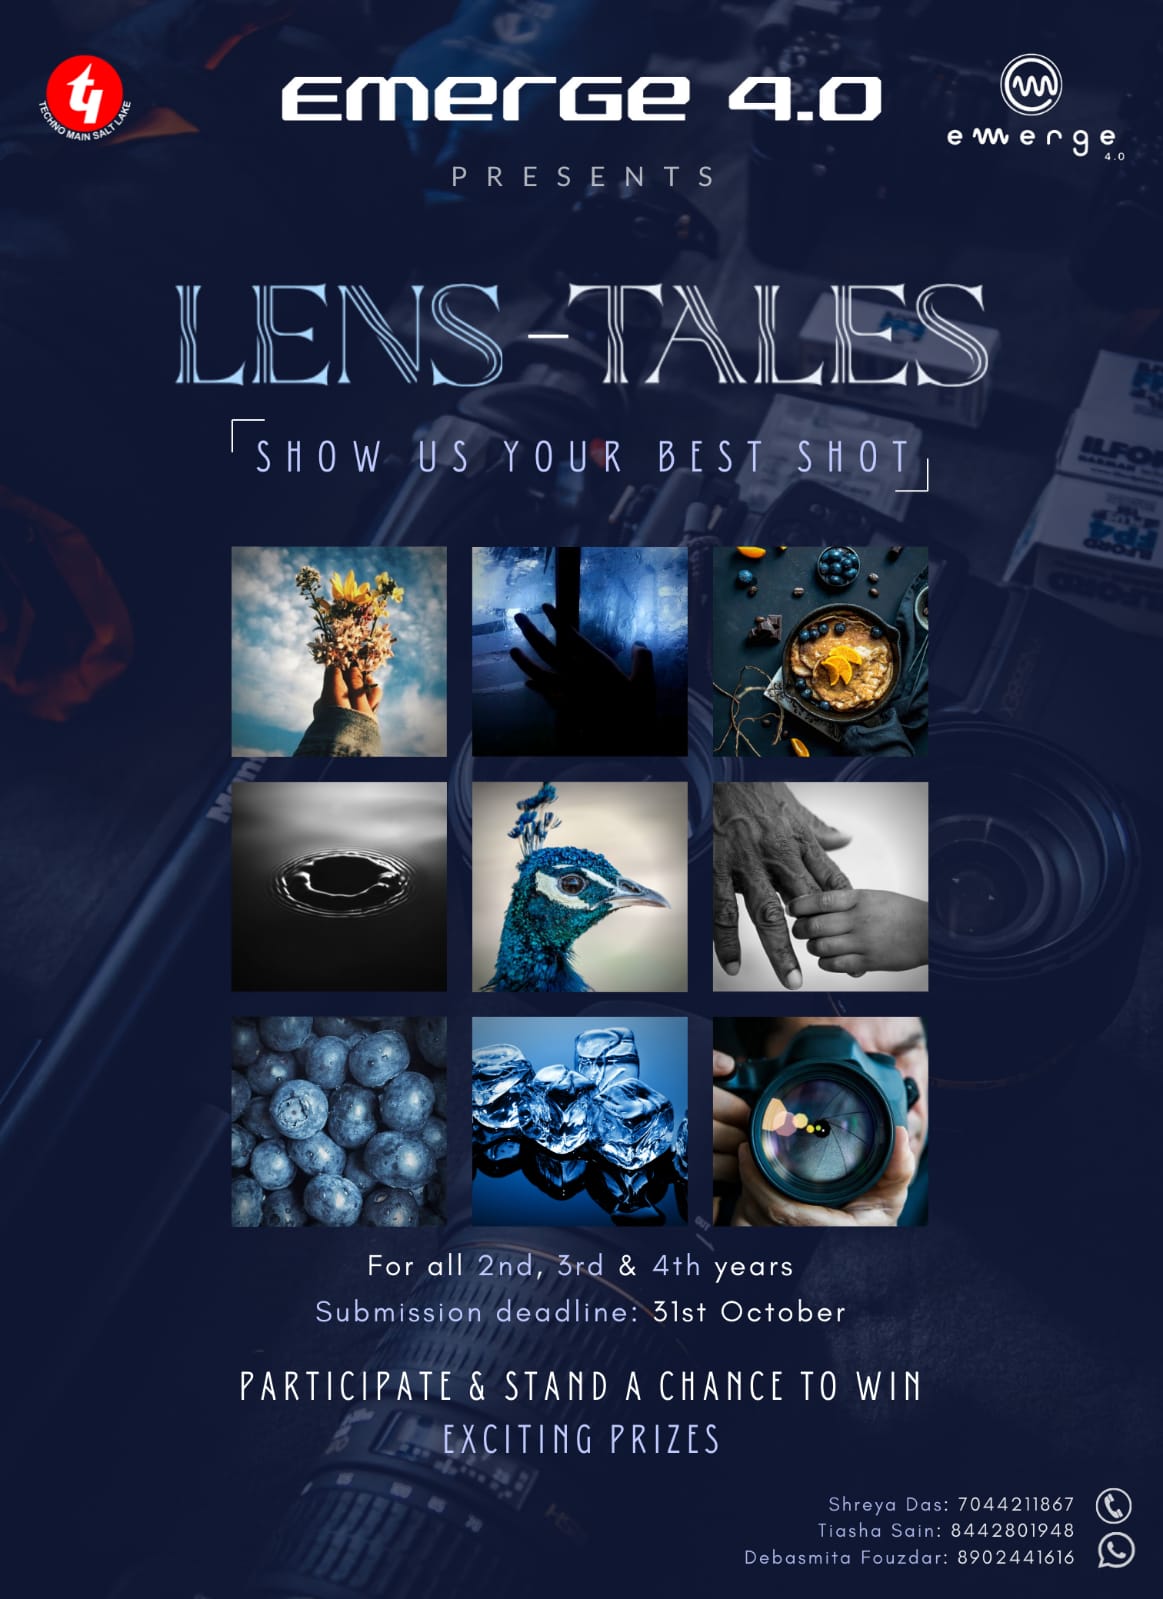 TECHNO MAIN SALT LAKE
EMERGE 4.0
emerge
4.0
PRESENTS
LENS-TALES
SHOW US YOUR BEST SHOT
ILFORD
For all 2nd, 3rd & 4th years
Submission deadline: 31st October
PARTICIPATE & STAND A CHANCE TO WIN
EXCITING PRIZES
Shreya Das: 7044211867
Tiasha Sain: 8442801948
Debasmita Fouzdar: 8902441616